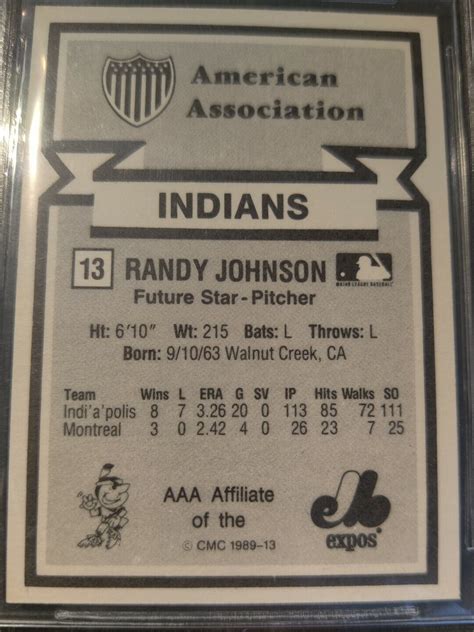 American
Association
INDIANS
13 RANDY JOHNSON
MAJOR LEAGUE BASEBALL
Future Star-Pitcher
Ht: 6'10" Wt: 215 Bats: L Throws: L
Born: 9/10/63 Walnut Creek, CA
Team Wins L ERA G SV IP Hits Walks SO
Indi'a'polis 8 7 3.26 20 0 113 85 72 111
Montreal 3 0 2.42 4 0 26 23 7 25
AAA Affiliate
of the
© CMC 1989-13
expos